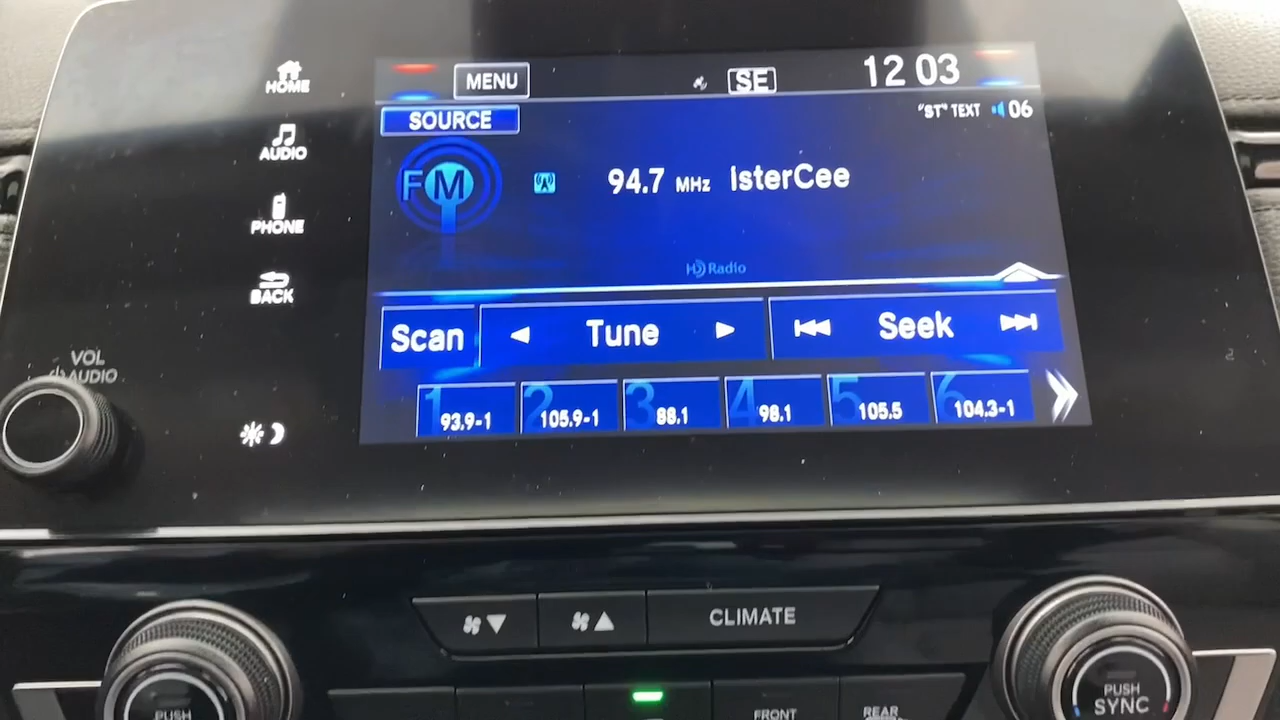 HOME
AUDIO
PHONE
BACK
VOL
AUDIO
MENU
SE
12 03
SOURCE
"ST" TEXT 06
FM
94.7 MHz IsterCee
HD Radio
Scan
Tune
Seek
1 93.9-1
2 105.9-1
3 88.1
4 98.1
5 105.5
6 104.3-1
CLIMATE
PUSH
FRONT
REAR
PUSH
SYNC